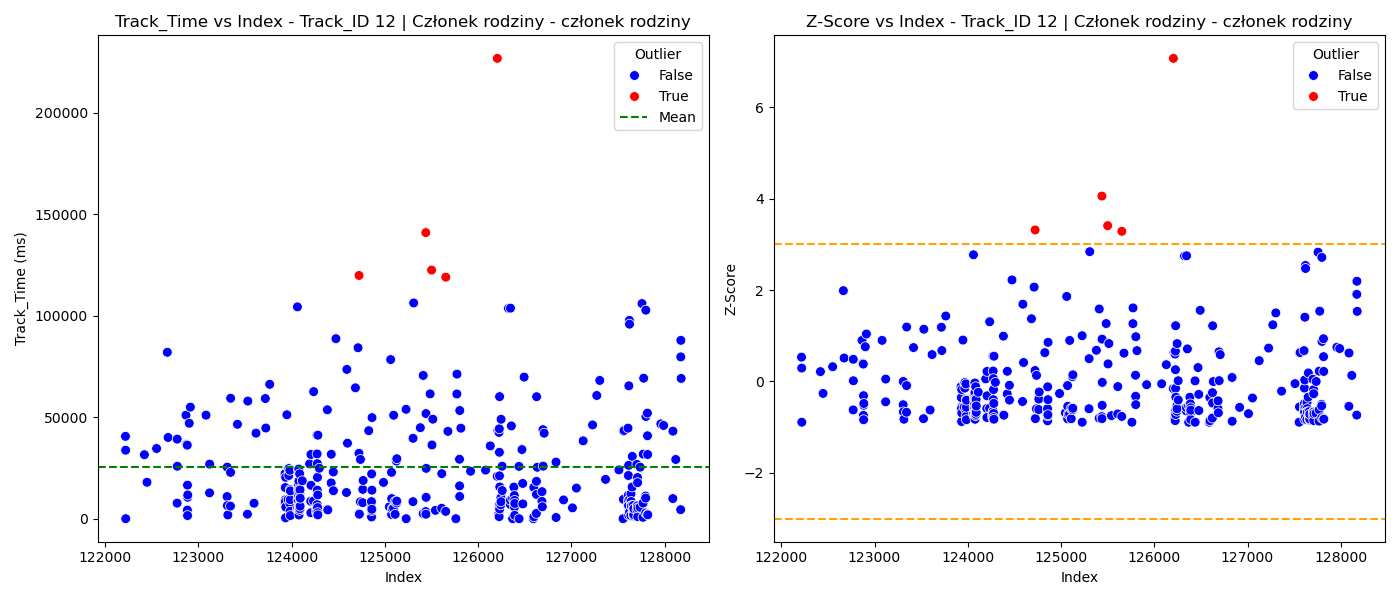 Track_Time vs Index - Track_ID 12 | Członek rodziny - członek rodziny
Outlier
False
True
Mean
200000
150000
100000
50000
0
Track_Time (ms)
122000 123000 124000 125000 126000 127000 128000
Index
Z-Score vs Index - Track_ID 12 | Członek rodziny - członek rodziny
Outlier
False
True
6
4
2
0
−2
Z-Score
122000 123000 124000 125000 126000 127000 128000
Index